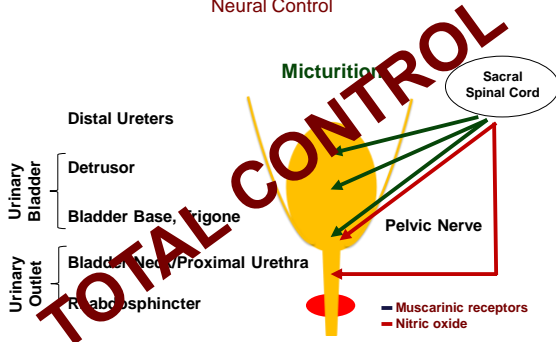 Neural Control
Micturition
Sacral
Spinal Cord
Distal Ureters
Urinary
Bladder
Detrusor
Bladder Base, Trigone
Pelvic Nerve
Urinary
Outlet
Bladder Neck/Proximal Urethra
Rhabdosphincter
Muscarinic receptors
Nitric oxide
TOTAL CONTROL